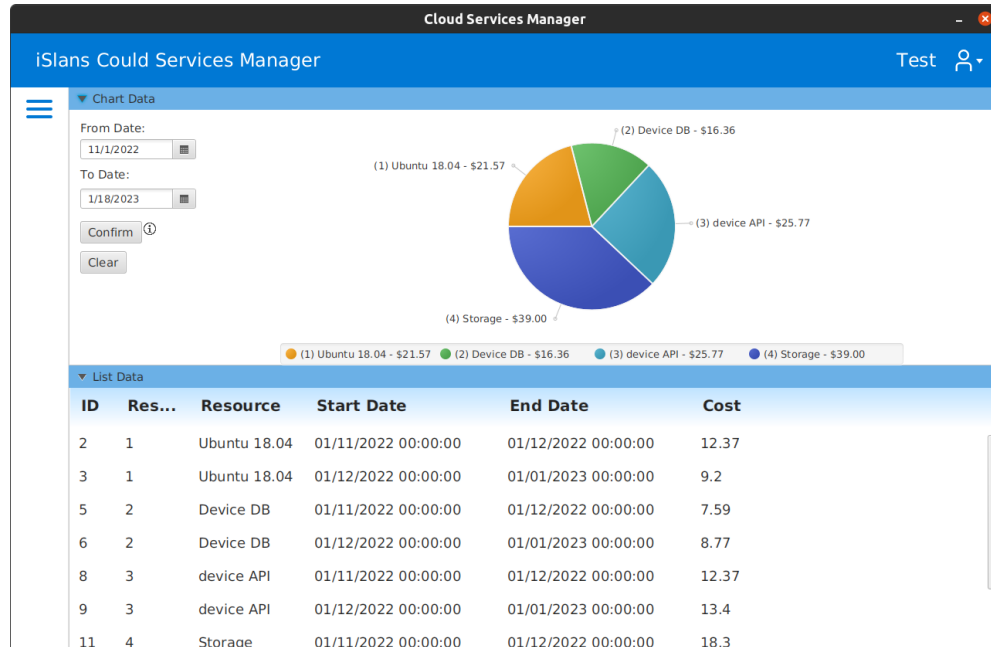 Cloud Services Manager
iSlans Could Services Manager Test
Chart Data
From Date:
11/1/2022
To Date:
1/18/2023
Confirm
Clear
(2) Device DB - $16.36
(1) Ubuntu 18.04 - $21.57
(3) device API - $25.77
(4) Storage - $39.00
(1) Ubuntu 18.04 - $21.57 (2) Device DB - $16.36 (3) device API - $25.77 (4) Storage - $39.00
List Data
ID Res... Resource Start Date End Date Cost
2 1 Ubuntu 18.04 01/11/2022 00:00:00 01/12/2022 00:00:00 12.37
3 1 Ubuntu 18.04 01/12/2022 00:00:00 01/01/2023 00:00:00 9.2
5 2 Device DB 01/11/2022 00:00:00 01/12/2022 00:00:00 7.59
6 2 Device DB 01/12/2022 00:00:00 01/01/2023 00:00:00 8.77
8 3 device API 01/11/2022 00:00:00 01/12/2022 00:00:00 12.37
9 3 device API 01/12/2022 00:00:00 01/01/2023 00:00:00 13.4
11 4 Storage 01/11/2022 00:00:00 01/12/2022 00:00:00 18.3